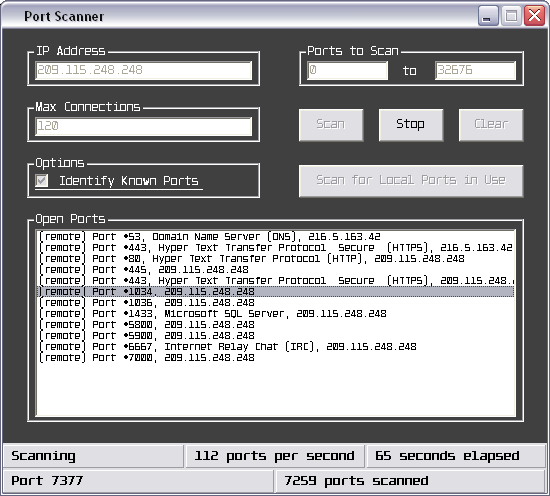 Port Scanner
IP Address
209.115.248.248
Ports to Scan
0 to 32676
Max Connections
120
Scan Stop Clear
Options
Identify Known Ports
Scan for Local Ports in Use
Open Ports
(remote) Port •53, Domain Name Server (DNS), 216.5.163.42
(remote) Port •443, Hyper Text Transfer Protocol Secure (HTTPS), 216.5.163.42
(remote) Port •80, Hyper Text Transfer Protocol (HTTP), 209.115.248.248
(remote) Port •445, 209.115.248.248
(remote) Port •443, Hyper Text Transfer Protocol Secure (HTTPS), 209.115.248.
(remote) Port •1034, 209.115.248.248
(remote) Port •1036, 209.115.248.248
(remote) Port •1433, Microsoft SQL Server, 209.115.248.248
(remote) Port •5800, 209.115.248.248
(remote) Port •5900, 209.115.248.248
(remote) Port •6667, Internet Relay Chat (IRC), 209.115.248.248
(remote) Port •7000, 209.115.248.248
Scanning 112 ports per second 65 seconds elapsed
Port 7377 7259 ports scanned